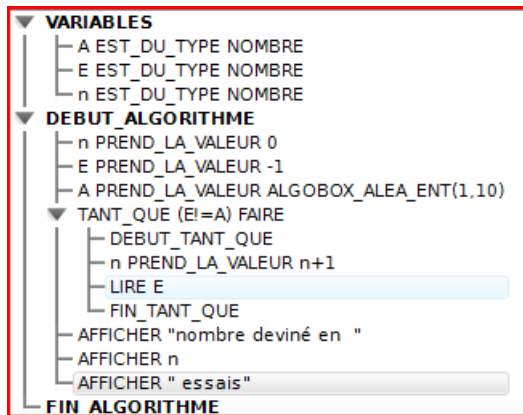 VARIABLES
A EST_DU_TYPE NOMBRE
E EST_DU_TYPE NOMBRE
n EST_DU_TYPE NOMBRE
DEBUT_ALGORITHME
n PREND_LA_VALEUR 0
E PREND_LA_VALEUR -1
A PREND_LA_VALEUR ALGOBOX_ALEA_ENT(1,10)
TANT_QUE (E!=A) FAIRE
DEBUT_TANT_QUE
n PREND_LA_VALEUR n+1
LIRE E
FIN_TANT_QUE
AFFICHER "nombre deviné en  "
AFFICHER n
AFFICHER " essais"
FIN_ALGORITHME